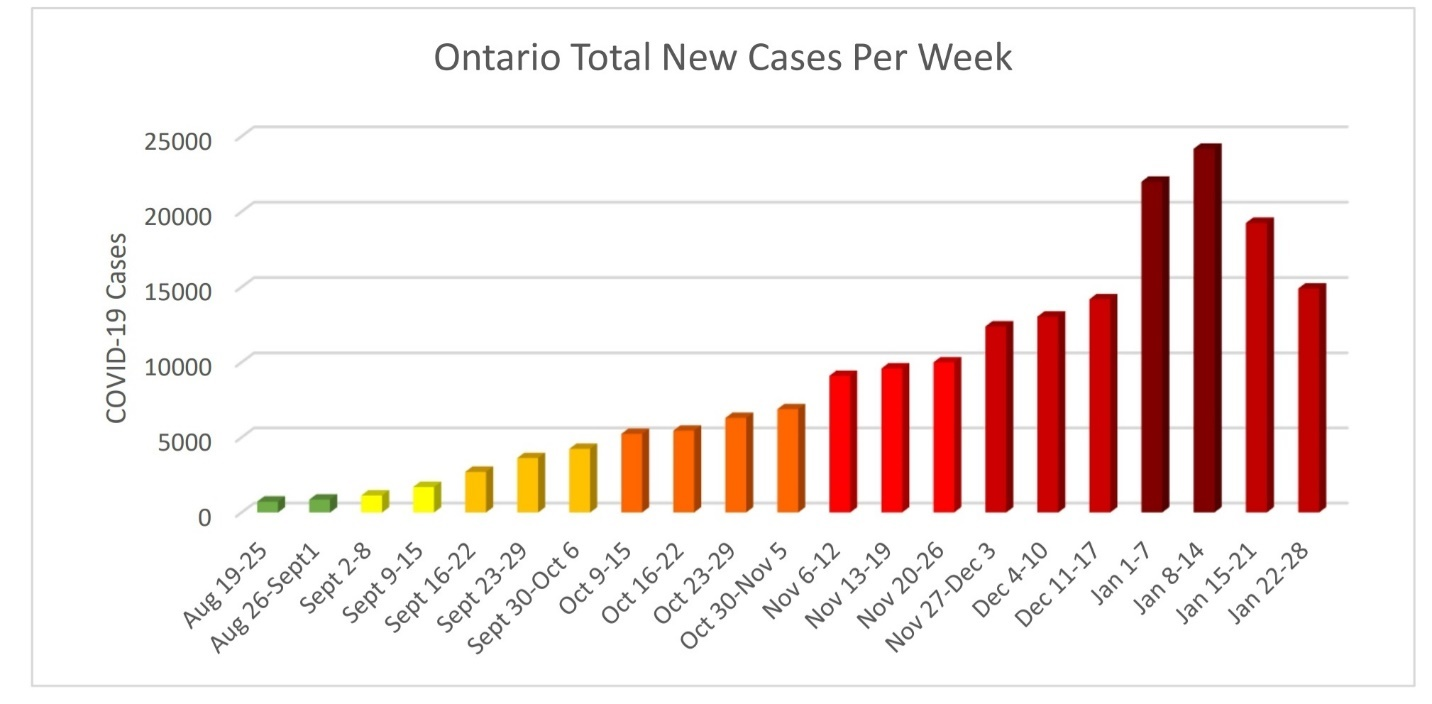 Ontario Total New Cases Per Week
COVID-19 Cases
25000
20000
15000
10000
5000
0
Aug 19-25
Aug 26-Sept1
Sept 2-8
Sept 9-15
Sept 16-22
Sept 23-29
Sept 30-Oct 6
Oct 9-15
Oct 16-22
Oct 23-29
Oct 30-Nov 5
Nov 6-12
Nov 13-19
Nov 20-26
Nov 27-Dec 3
Dec 4-10
Dec 11-17
Jan 1-7
Jan 8-14
Jan 15-21
Jan 22-28